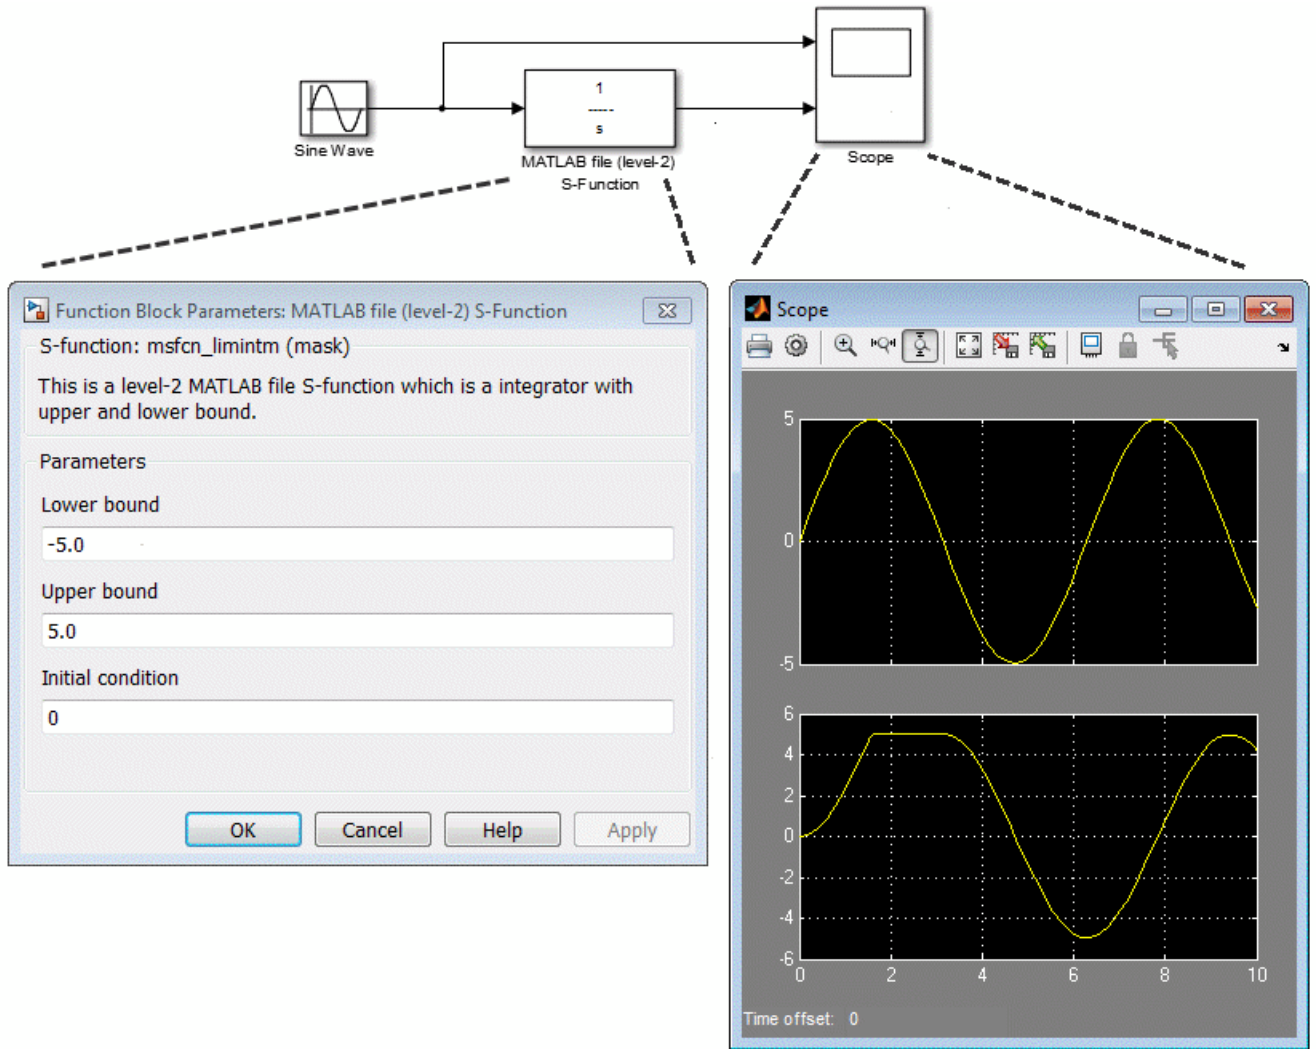 1
-----
s
Sine Wave
MATLAB file (level-2)
S-Function
Scope
Function Block Parameters: MATLAB file (level-2) S-Function
S-function: msfcn_limintm (mask)
This is a level-2 MATLAB file S-function which is a integrator with
upper and lower bound.
Parameters
Lower bound
-5.0
Upper bound
5.0
Initial condition
0
OK Cancel Help Apply
Scope
5
0
-5
6
4
2
0
-2
-4
-6
0 2 4 6 8 10
Time offset: 0